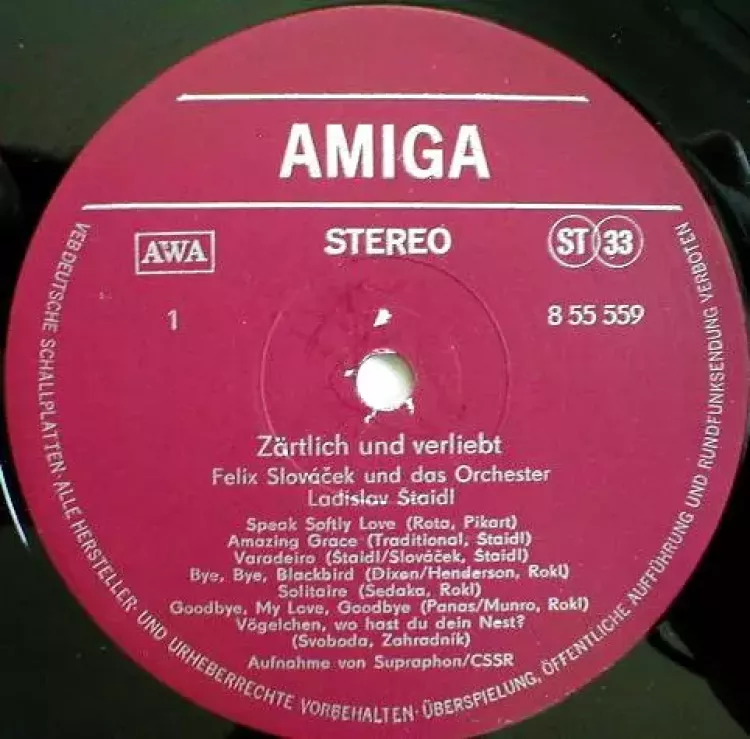 AMIGA
AWA
STEREO
ST 33
1
8 55 559
Zärtlich und verliebt
Felix Slováček und das Orchester
Ladislav Štaidl
Speak Softly Love (Rota, Pikart)
Amazing Grace (Traditional, Štaidl)
Varadeiro (Štaidl/Slováček, Štaidl)
Bye, Bye, Blackbird (Dixen/Henderson, Rokl)
Solitaire (Sedaka, Rokl)
Goodbye, My Love, Goodbye (Panas/Munro, Rokl)
Vögelchen, wo hast du dein Nest?
(Svoboda, Zahradník)
Aufnahme von Supraphon/CSSR
VEB DEUTSCHE SCHALLPLATTEN · ALLE HERSTELLER- UND URHEBERRECHTE VORBEHALTEN · ÜBERSPIELUNG, ÖFFENTLICHE AUFFÜHRUNG UND RUNDFUNKSENDUNG VERBOTEN